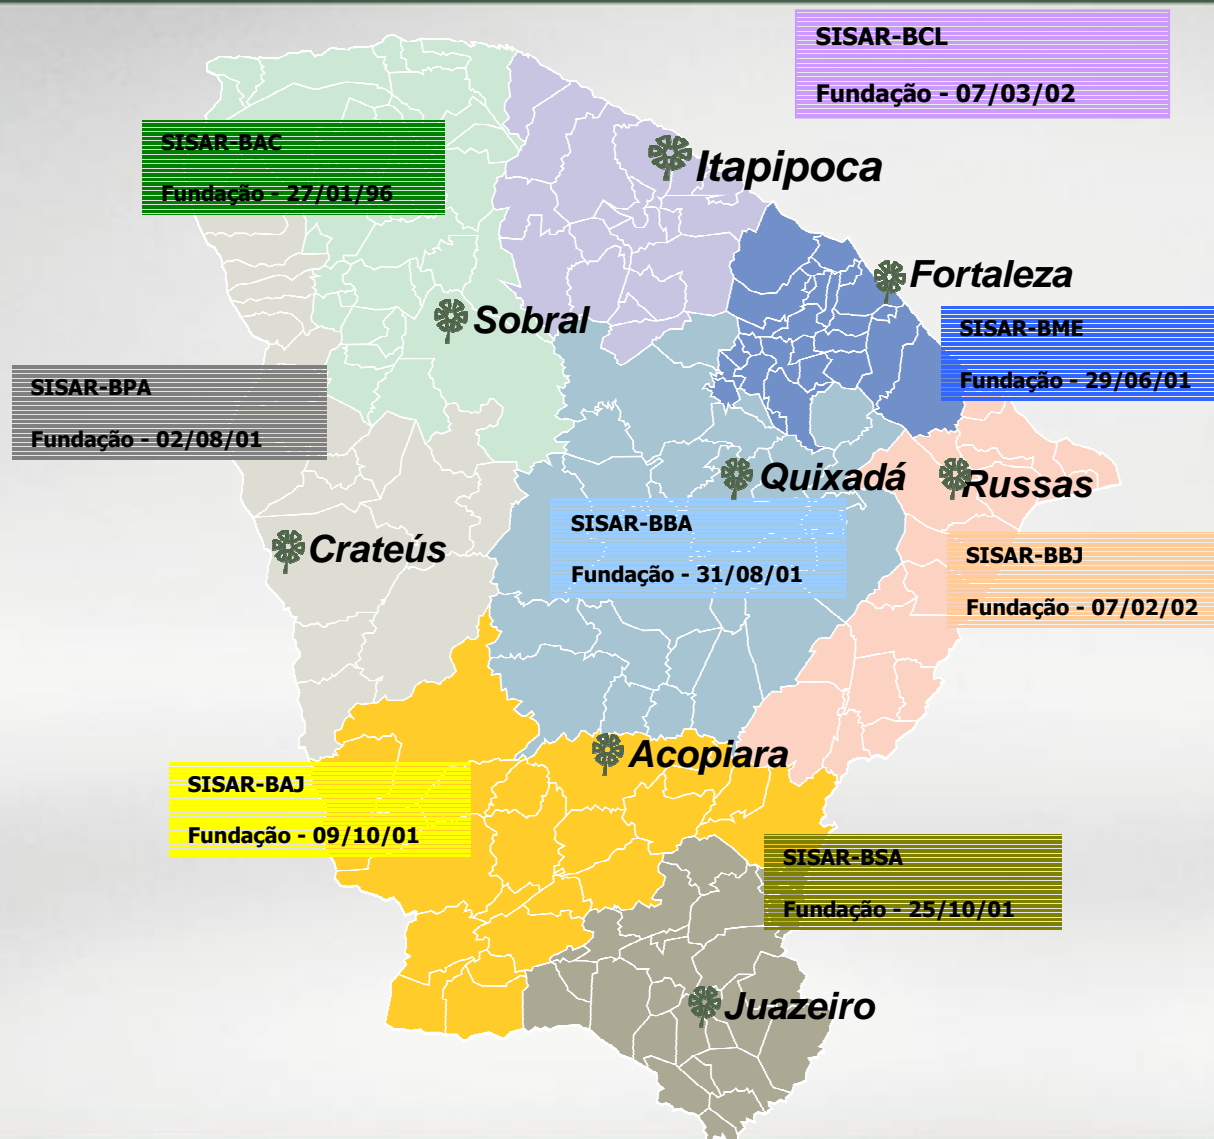 SISAR-BCL
Fundação - 07/03/02
SISAR-BAC
Fundação - 27/01/96
Itapipoca
Fortaleza
Sobral
SISAR-BME
Fundação - 29/06/01
SISAR-BPA
Fundação - 02/08/01
Quixadá
Russas
SISAR-BBA
Fundação - 31/08/01
Crateús
SISAR-BBJ
Fundação - 07/02/02
Acopiara
SISAR-BAJ
Fundação - 09/10/01
SISAR-BSA
Fundação - 25/10/01
Juazeiro